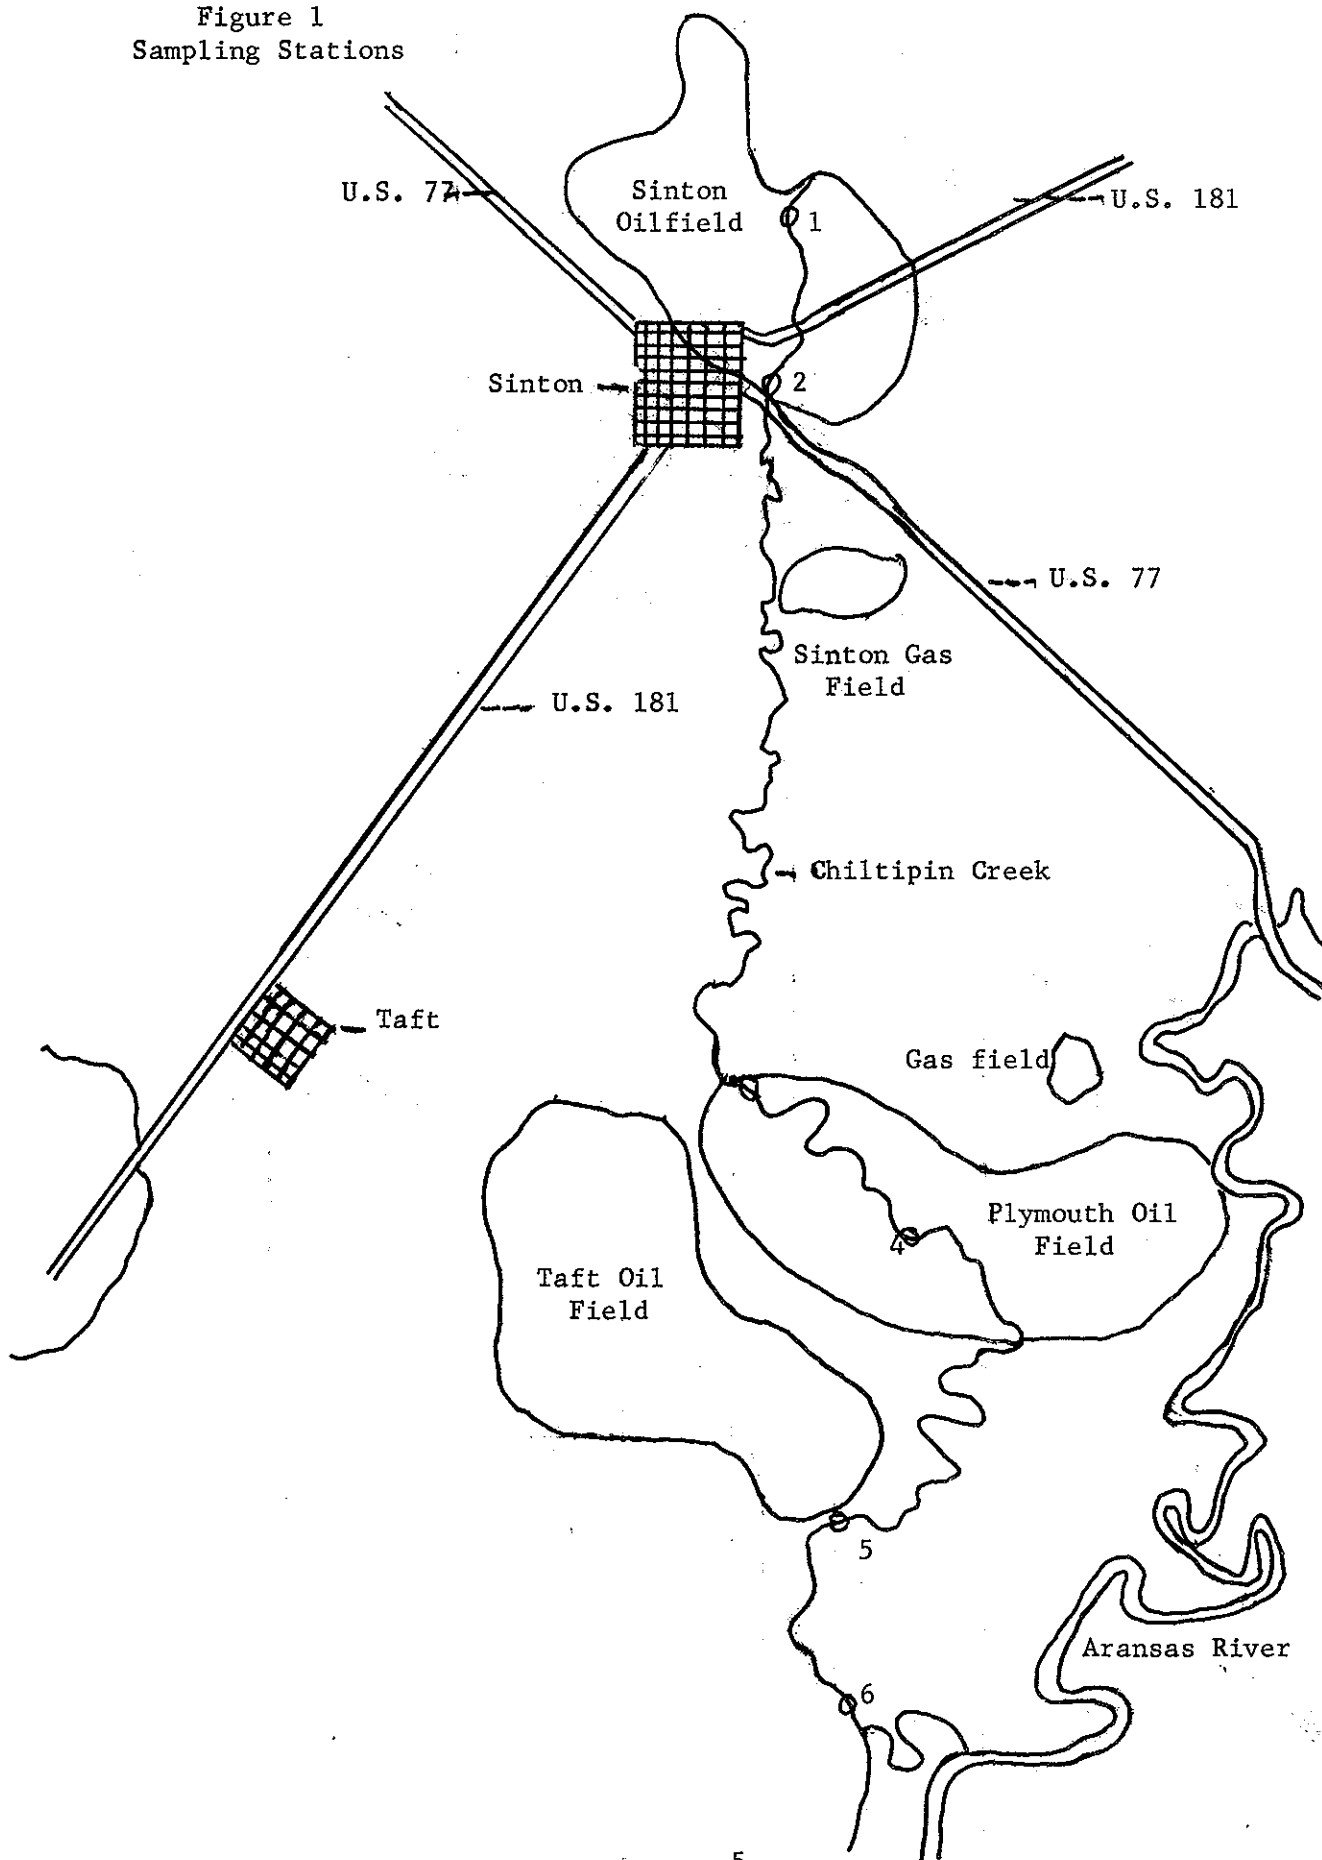 Figure 1
Sampling Stations
U.S. 77
Sinton
Oilfield
1
U.S. 181
Sinton
2
U.S. 77
Sinton Gas
Field
U.S. 181
Chiltipin Creek
Taft
Gas field
Plymouth Oil
Field
4
Taft Oil
Field
5
Aransas River
6
5